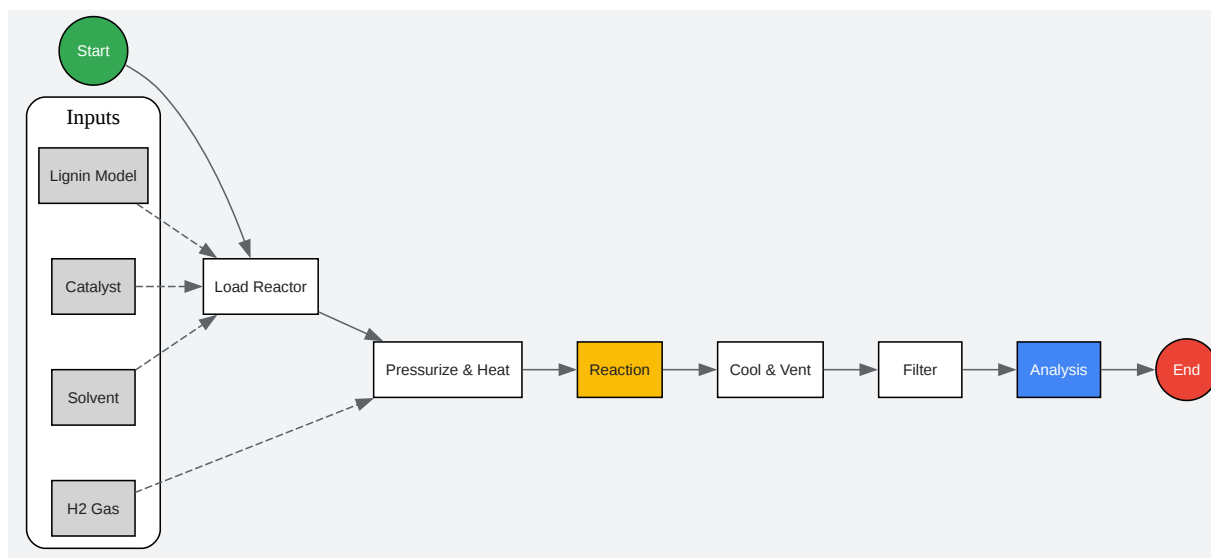 Start
Inputs
Lignin Model
Catalyst
Solvent
H2 Gas
Load Reactor
Pressurize & Heat
Reaction
Cool & Vent
Filter
Analysis
End